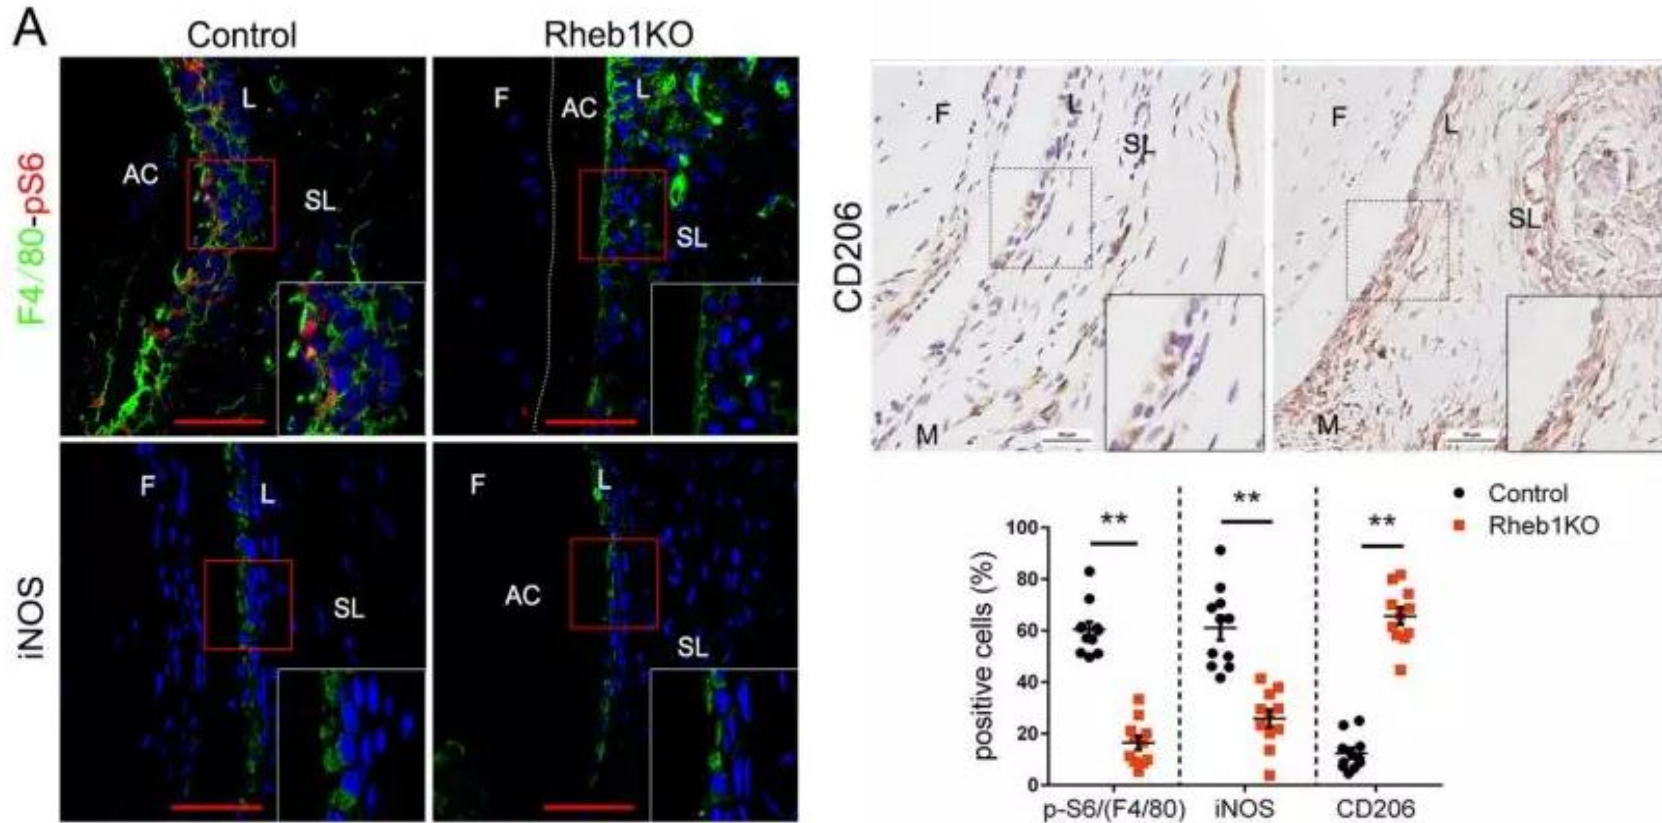 A
Control
Rheb1KO
F4/80-pS6
L
AC
SL
F
AC
L
SL
iNOS
F
L
SL
F
L
AC
SL
CD206
F
L
SL
M
F
L
SL
M
Control
Rheb1KO
**
**
**
positive cells (%)
100
80
60
40
20
0
p-S6/(F4/80)
iNOS
CD206